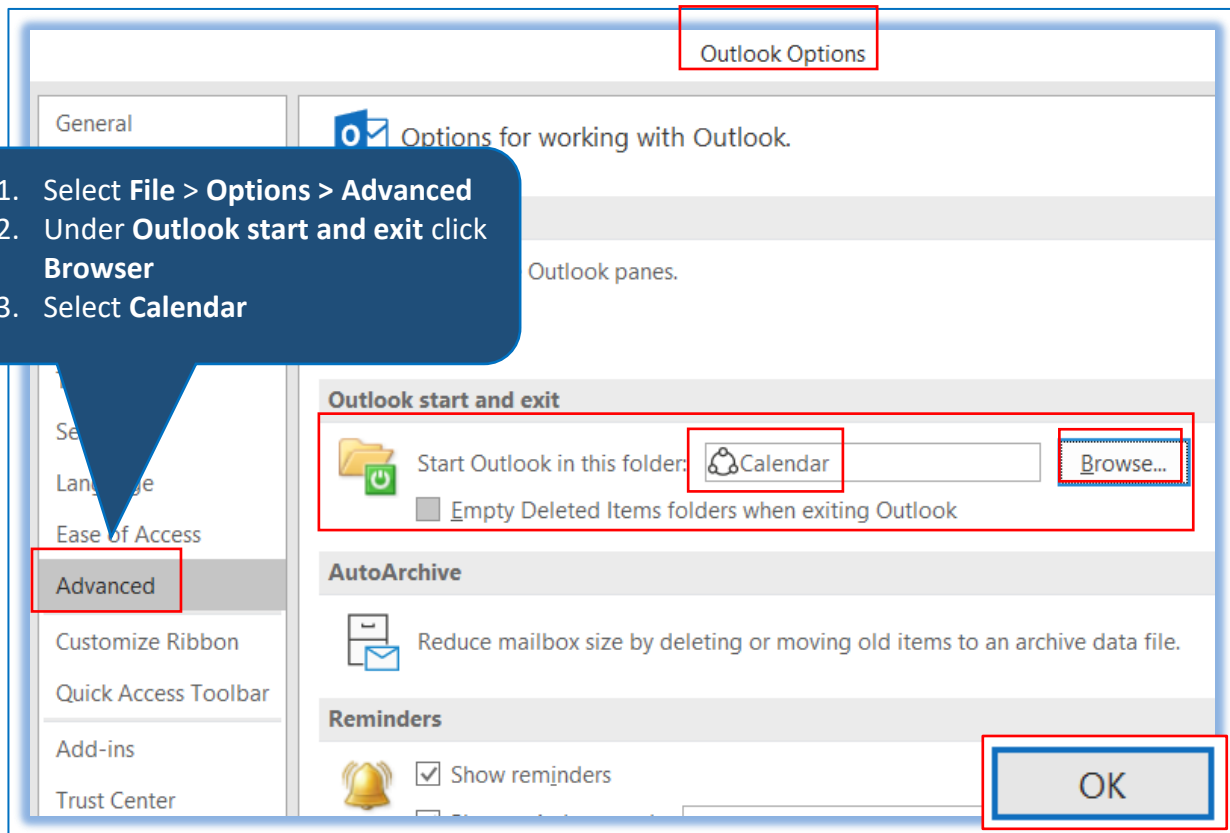 Outlook Options
General
Options for working with Outlook.
1. Select File > Options > Advanced
2. Under Outlook start and exit click
Browser
3. Select Calendar
Outlook panes.
Outlook start and exit
Start Outlook in this folder: Calendar Browse...
Empty Deleted Items folders when exiting Outlook
Language
Ease of Access
Advanced
AutoArchive
Customize Ribbon
Reduce mailbox size by deleting or moving old items to an archive data file.
Quick Access Toolbar
Reminders
Add-ins
Show reminders
Trust Center
OK